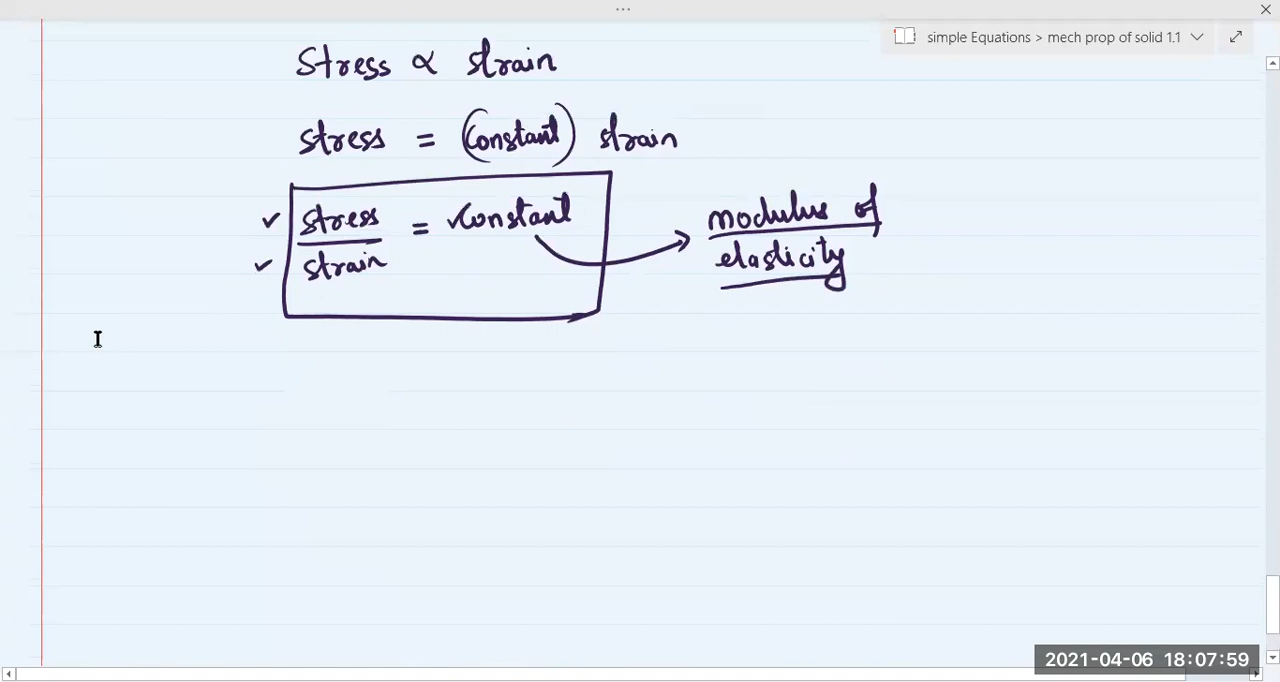 ...
simple Equations > mech prop of solid 1.1
Stress ∝ strain
stress = (Constant) strain
✓ stress = ✓Constant → modulus of
✓ strain elasticity
2021-04-06 18:07:59